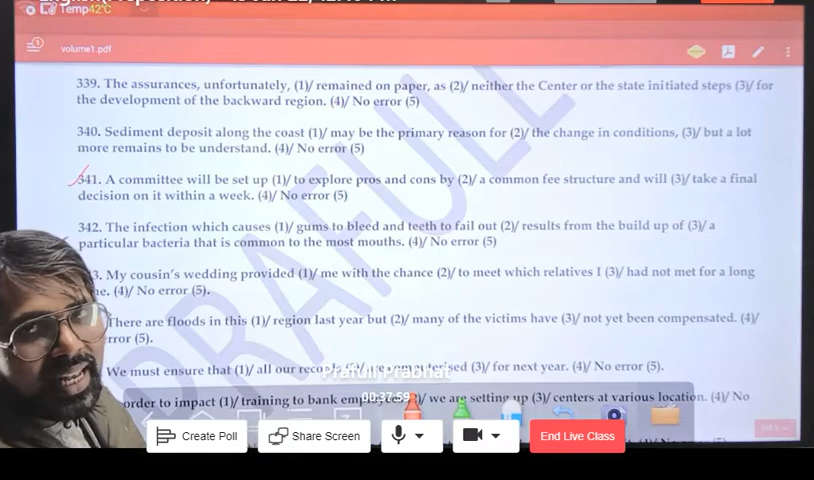 Temp42°C
volume1.pdf
339. The assurances, unfortunately, (1)/ remained on paper, as (2)/ neither the Center or the state initiated steps (3)/ for
the development of the backward region. (4)/ No error (5)
340. Sediment deposit along the coast (1)/ may be the primary reason for (2)/ the change in conditions, (3)/ but a lot
more remains to be understand. (4)/ No error (5)
341. A committee will be set up (1)/ to explore pros and cons by (2)/ a common fee structure and will (3)/ take a final
decision on it within a week. (4)/ No error (5)
342. The infection which causes (1)/ gums to bleed and teeth to fail out (2)/ results from the build up of (3)/ a
particular bacteria that is common to the most mouths. (4)/ No error (5)
3. My cousin's wedding provided (1)/ me with the chance (2)/ to meet which relatives I (3)/ had not met for a long
(4)/ No error (5).
There are floods in this (1)/ region last year but (2)/ many of the victims have (3)/ not yet been compensated. (4)/
(5).
We must ensure that (1)/ all our (3)/ for next year. (4)/ No error (5).
Prafull Prabhat
order to impact (1)/ training to bank we are setting up (3)/ centers at various location. (4)/ No
00:37:59
Create Poll
Share Screen
End Live Class
PRAFULL